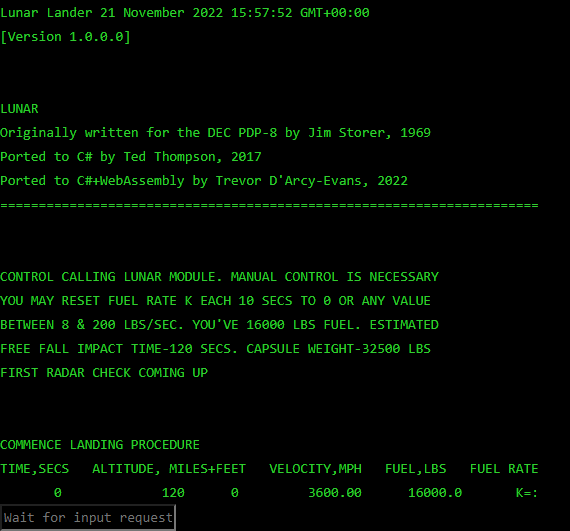 Lunar Lander 21 November 2022 15:57:52 GMT+00:00
[Version 1.0.0.0]
LUNAR
Originally written for the DEC PDP-8 by Jim Storer, 1969
Ported to C# by Ted Thompson, 2017
Ported to C#+WebAssembly by Trevor D'Arcy-Evans, 2022
======================================================================
CONTROL CALLING LUNAR MODULE. MANUAL CONTROL IS NECESSARY
YOU MAY RESET FUEL RATE K EACH 10 SECS TO 0 OR ANY VALUE
BETWEEN 8 & 200 LBS/SEC. YOU'VE 16000 LBS FUEL. ESTIMATED
FREE FALL IMPACT TIME-120 SECS. CAPSULE WEIGHT-32500 LBS
FIRST RADAR CHECK COMING UP
COMMENCE LANDING PROCEDURE
TIME,SECS   ALTITUDE, MILES+FEET   VELOCITY,MPH   FUEL,LBS   FUEL RATE
       0             120      0         3600.00      16000.0       K=:
Wait for input request